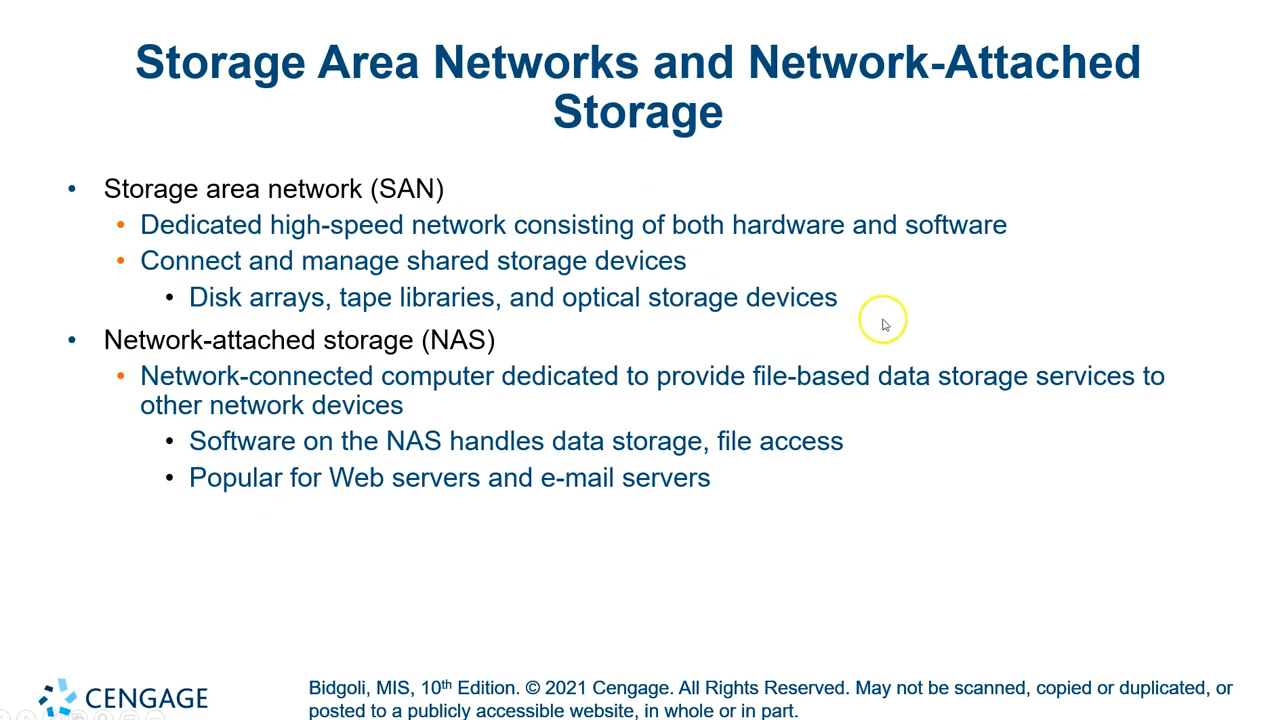 Storage Area Networks and Network-Attached
Storage
• Storage area network (SAN)
• Dedicated high-speed network consisting of both hardware and software
• Connect and manage shared storage devices
• Disk arrays, tape libraries, and optical storage devices
• Network-attached storage (NAS)
• Network-connected computer dedicated to provide file-based data storage services to
other network devices
• Software on the NAS handles data storage, file access
• Popular for Web servers and e-mail servers
CENGAGE
Bidgoli, MIS, 10th Edition. © 2021 Cengage. All Rights Reserved. May not be scanned, copied or duplicated, or
posted to a publicly accessible website, in whole or in part.